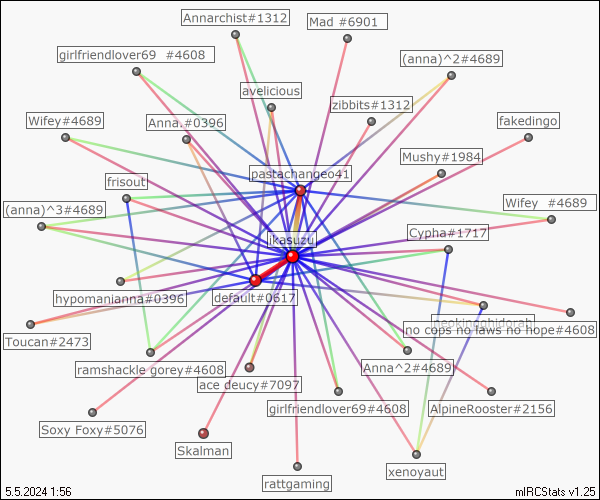 Annarchist#1312
Mad #6901
girlfriendlover69 #4608
(anna)^2#4689
avelicious
zibbits#1312
Wifey#4689
Anna.#0396
fakedingo
Mushy#1984
pastachangeo41
frisout
(anna)^3#4689
Wifey #4689
Cypha#1717
ikasuzu
hypomanianna#0396
default#0617
neokingghidorah
no cops no laws no hope#4608
Toucan#2473
ramshackle gorey#4608
Anna^2#4689
ace deucy#7097
girlfriendlover69#4608
AlpineRooster#2156
Soxy Foxy#5076
Skalman
xenoyaut
rattgaming
5.5.2024 1:56
mIRCStats v1.25